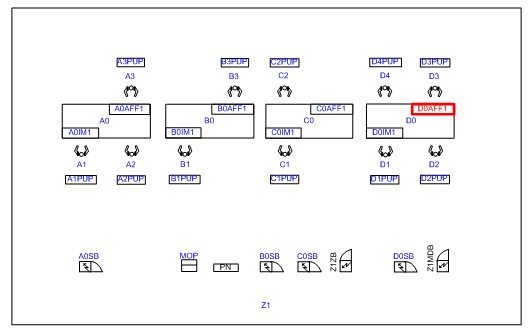 A3PUP B3PUP C2PUP D4PUP D3PUP
A3 B3 C2 D4 D3
A0AFF1 B0AFF1 C0AFF1 D0AFF1
A0 B0 C0 D0
A0IM1 B0IM1 C0IM1 D0IM1
A1 A2 B1 C1 D1 D2
A1PUP A2PUP B1PUP C1PUP D1PUP D2PUP
A0SB MOP PN B0SB C0SB Z1ZB D0SB Z1MDB
Z1